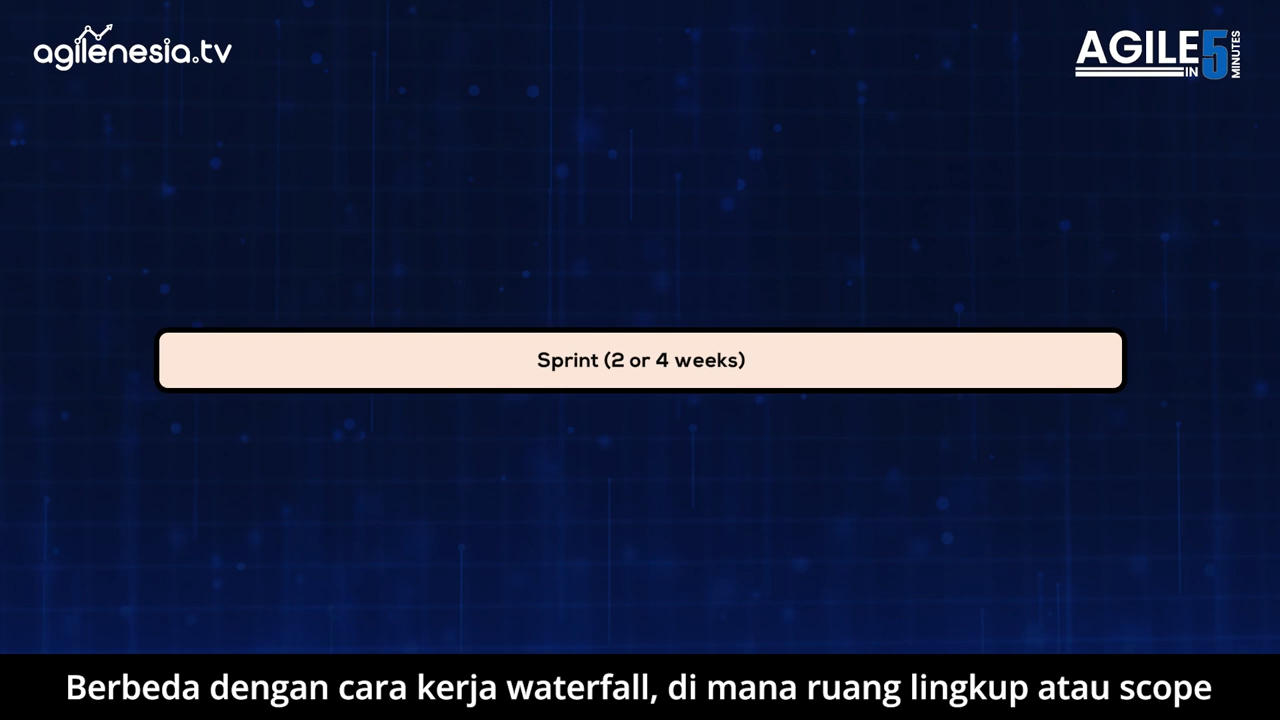 agilenesia.tv
AGILE
IN 5 MINUTES
Sprint (2 or 4 weeks)
Berbeda dengan cara kerja waterfall, di mana ruang lingkup atau scope